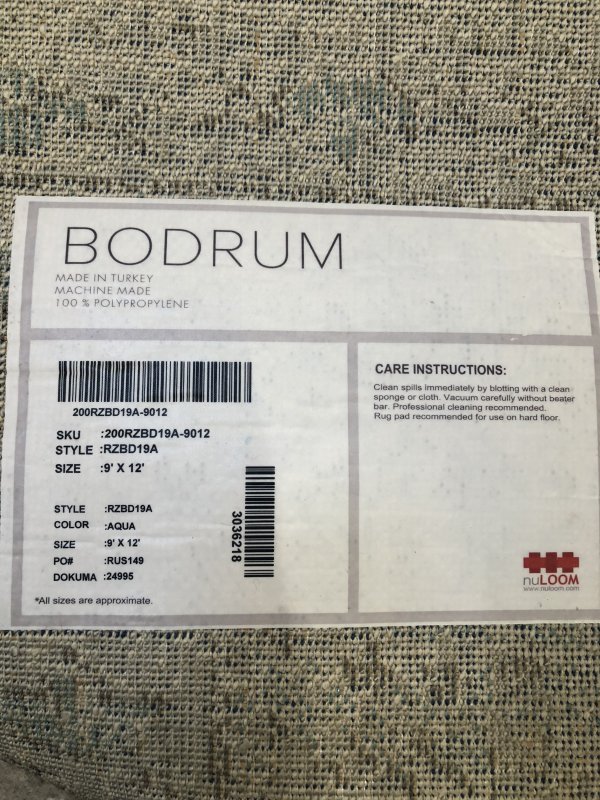 BODRUM
MADE IN TURKEY
MACHINE MADE
100 % POLYPROPYLENE
200RZBD19A-9012
SKU :200RZBD19A-9012
STYLE :RZBD19A
SIZE :9' X 12'
STYLE :RZBD19A
COLOR :AQUA
SIZE :9' X 12'
PO# :RUS149
DOKUMA :24995
3036218
*All sizes are approximate.
CARE INSTRUCTIONS:
Clean spills immediately by blotting with a clean
sponge or cloth. Vacuum carefully without beater
bar. Professional cleaning recommended.
Rug pad recommended for use on hard floor.
nuLOOM
www.nuloom.com